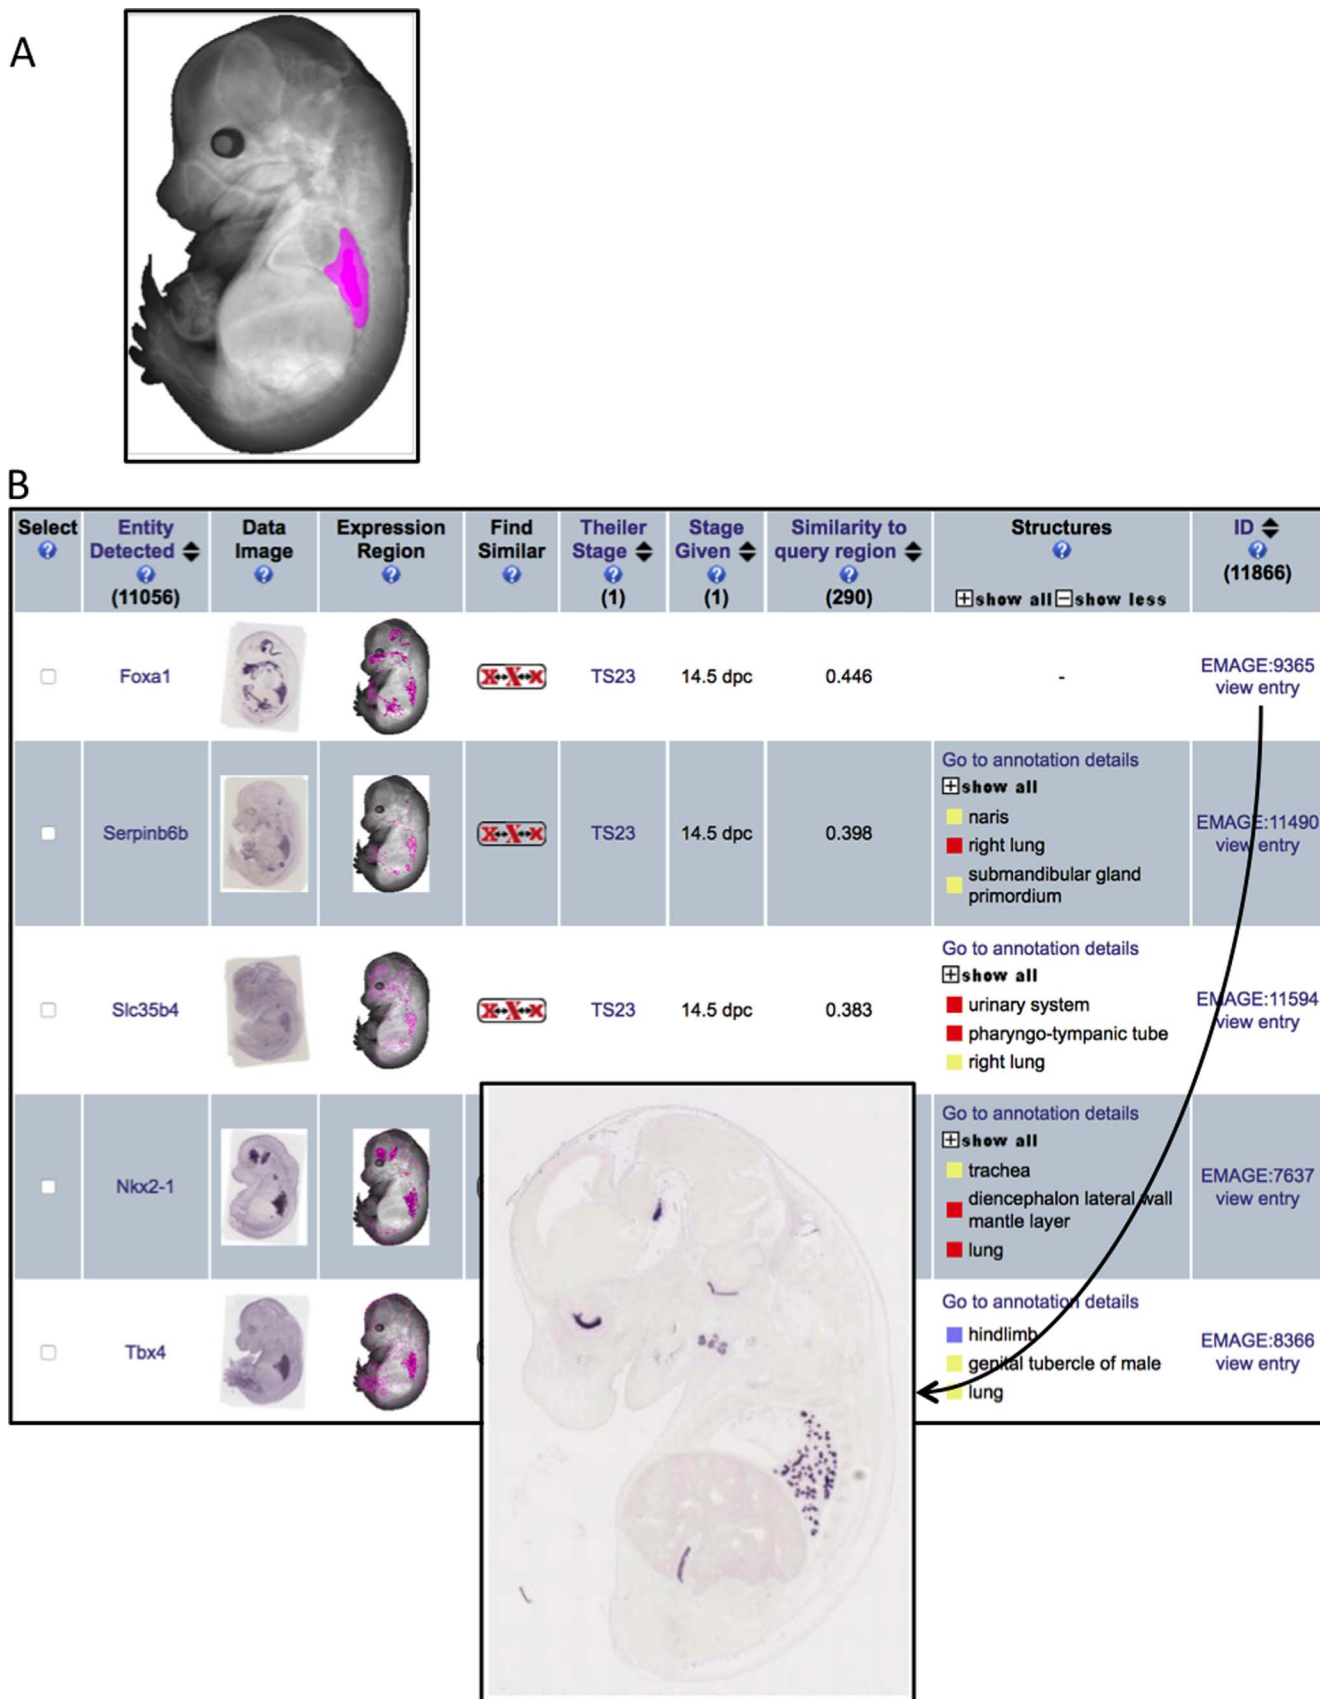 A
B
Select
?
Entity
Detected
?
(11056)
Data
Image
?
Expression
Region
?
Find
Similar
?
Theiler
Stage
?
(1)
Stage
Given
?
(1)
Similarity to
query region
?
(290)
Structures
?
+show all -show less
ID
?
(11866)
Foxa1
X X X
TS23
14.5 dpc
0.446
-
EMAGE:9365
view entry
Serpinb6b
X X X
TS23
14.5 dpc
0.398
Go to annotation details
+show all
naris
right lung
submandibular gland
primordium
EMAGE:11490
view entry
Slc35b4
X X X
TS23
14.5 dpc
0.383
Go to annotation details
+show all
urinary system
pharyngo-tympanic tube
right lung
EMAGE:11594
view entry
Nkx2-1
Go to annotation details
+show all
trachea
diencephalon lateral wall
mantle layer
lung
EMAGE:7637
view entry
Tbx4
Go to annotation details
hindlimb
genital tubercle of male
lung
EMAGE:8366
view entry